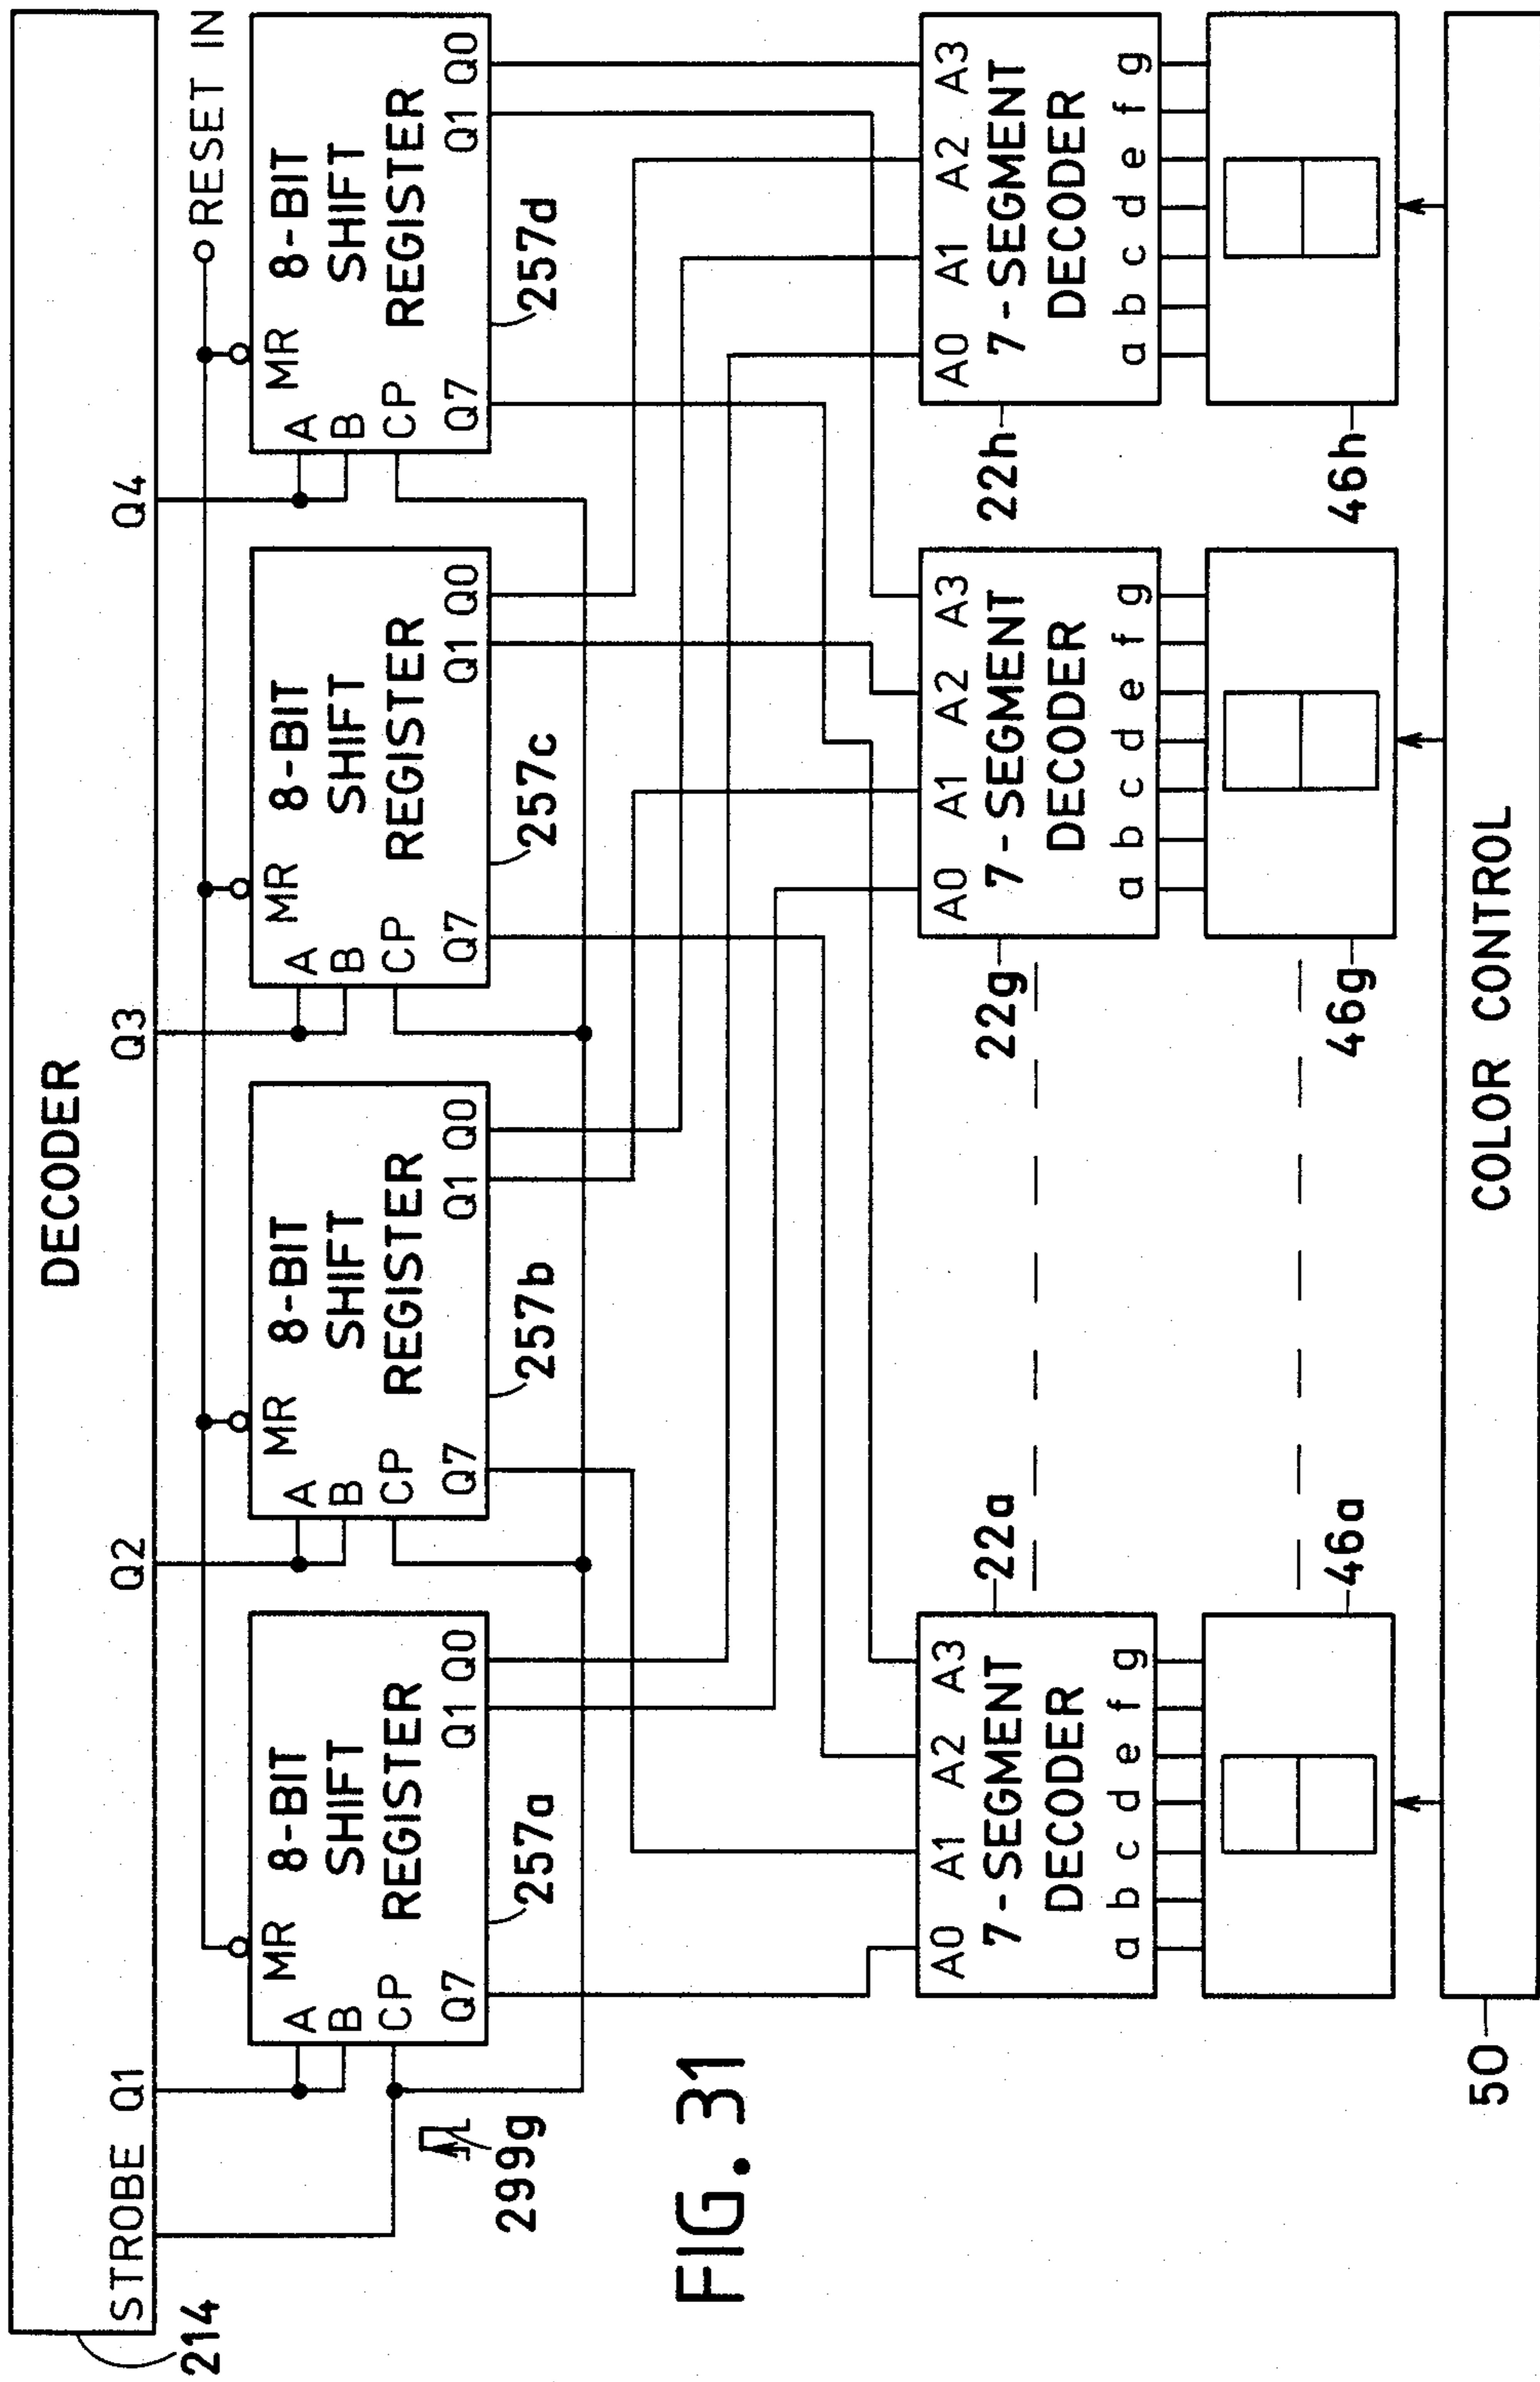 DECODER
STROBE Q1 Q2 Q3 Q4
214
RESET IN
MR MR MR MR
A 8-BIT A 8-BIT A 8-BIT A 8-BIT
B SHIFT B SHIFT B SHIFT B SHIFT
CP REGISTER CP REGISTER CP REGISTER CP REGISTER
Q7 Q1 Q0 Q7 Q1 Q0 Q7 Q1 Q0 Q7 Q1 Q0
299g 257a 257b 257c 257d
FIG. 31
A0 A1 A2 A3 A0 A1 A2 A3 A0 A1 A2 A3
22a 22g 22h
7-SEGMENT 7-SEGMENT 7-SEGMENT
DECODER DECODER DECODER
a b c d e f g a b c d e f g a b c d e f g
46a 46g 46h
50 COLOR CONTROL